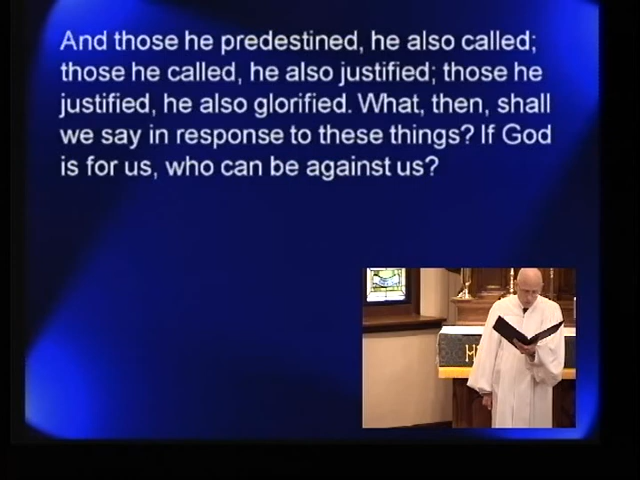 And those he predestined, he also called;
those he called, he also justified; those he
justified, he also glorified. What, then, shall
we say in response to these things? If God
is for us, who can be against us?